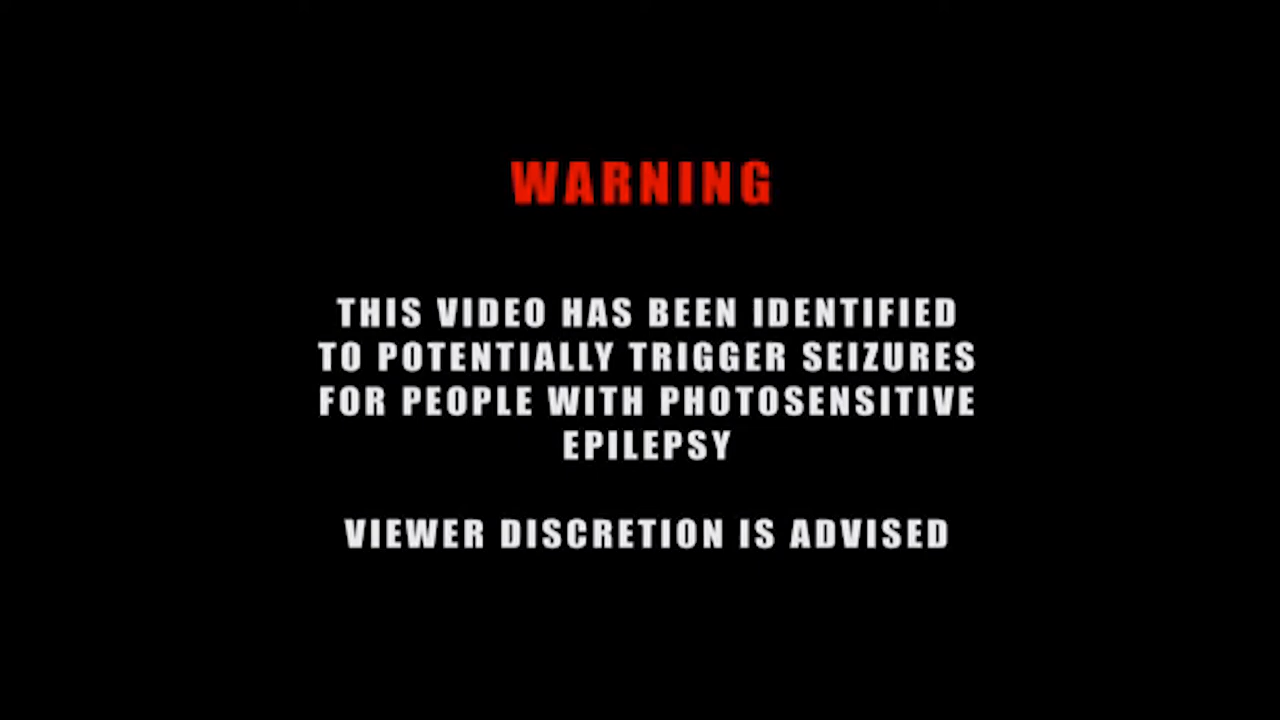 WARNING
THIS VIDEO HAS BEEN IDENTIFIED
TO POTENTIALLY TRIGGER SEIZURES
FOR PEOPLE WITH PHOTOSENSITIVE
EPILEPSY
VIEWER DISCRETION IS ADVISED